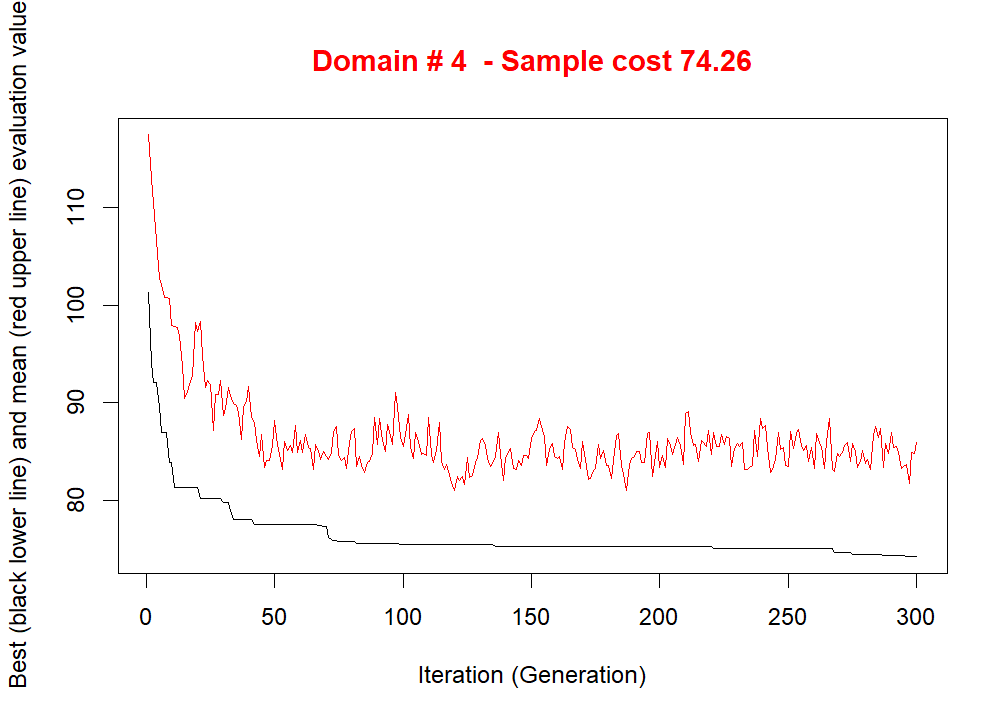 Domain # 4  - Sample cost 74.26
Best (black lower line) and mean (red upper line) evaluation value
110
100
90
80
0 50 100 150 200 250 300
Iteration (Generation)